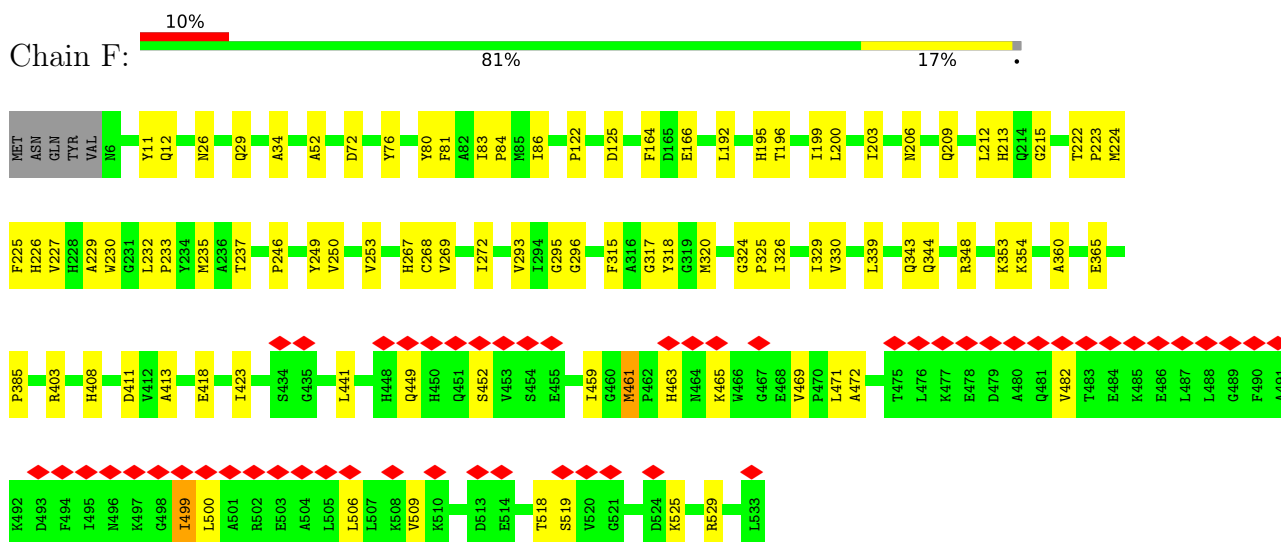 10%
Chain F:
81% 17% •
MET ASN GLN TYR VAL N6 Y11 Q12 N26 Q29 A34 A52 D72 Y76 Y80 F81 A82 I83 P84 M85 I86 P122 D125 F164 D165 E166 L192 H195 T196 I199 L200 I203 N206 Q209 L212 H213 Q214 G215 T222 P223 M224
F225 H226 V227 H228 A229 W230 G231 L232 P233 Y234 M235 A236 T237 P246 Y249 V250 V253 H267 C268 V269 I272 V293 I294 G295 G296 F315 A316 G317 Y318 G319 M320 G324 P325 I326 I329 V330 L339 Q343 Q344 R348 K353 K354 A360 E365
P385 R403 H408 D411 V412 A413 E418 I423 S434 G435 L441 H448 Q449 H450 Q451 S452 V453 S454 E455 I459 G460 M461 P462 H463 N464 K465 W466 G467 E468 V469 P470 L471 A472 T475 L476 K477 E478 D479 A480 Q481 V482 T483 E484 K485 E486 L487 L488 G489 F490 A491
K492 D493 F494 I495 N496 K497 G498 I499 L500 A501 R502 E503 A504 L505 L506 L507 K508 V509 K510 D513 E514 T518 S519 V520 G521 D524 K525 R529 L533